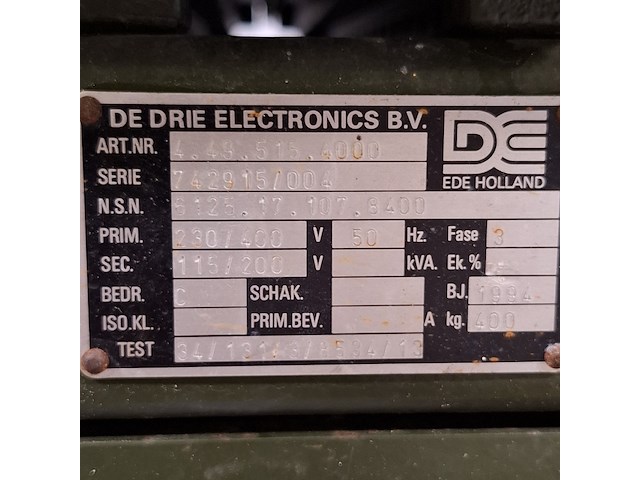 DE DRIE ELECTRONICS B.V.
DE
EDE HOLLAND
ART.NR. 4.49.515.4000
SERIE 742915/004
N.S.N. 6125.17.107.8400
PRIM. 230/400 V 50 Hz. Fase 3
SEC. 115/200 V kVA. Ek.%
BEDR. C SCHAK. BJ. 1994
ISO.KL. PRIM.BEV. A kg. 400
TEST